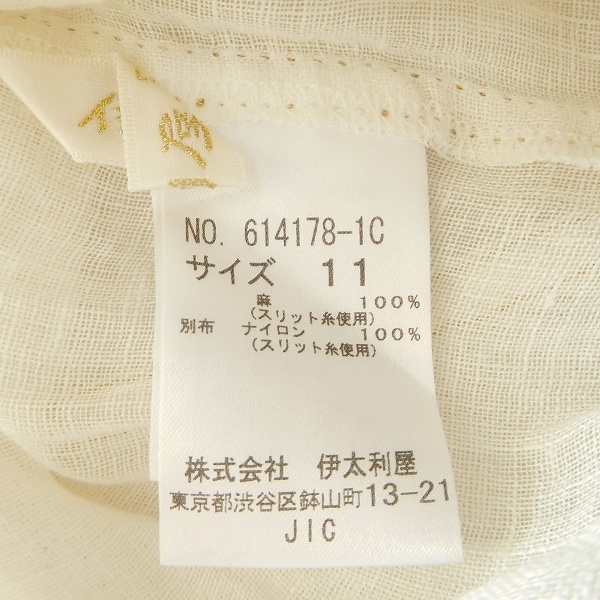 NO. 614178-1C
サイズ 11
麻 100%
(スリット糸使用)
別布 ナイロン 100%
(スリット糸使用)
株式会社 伊太利屋
東京都渋谷区鉢山町13-21
JIC